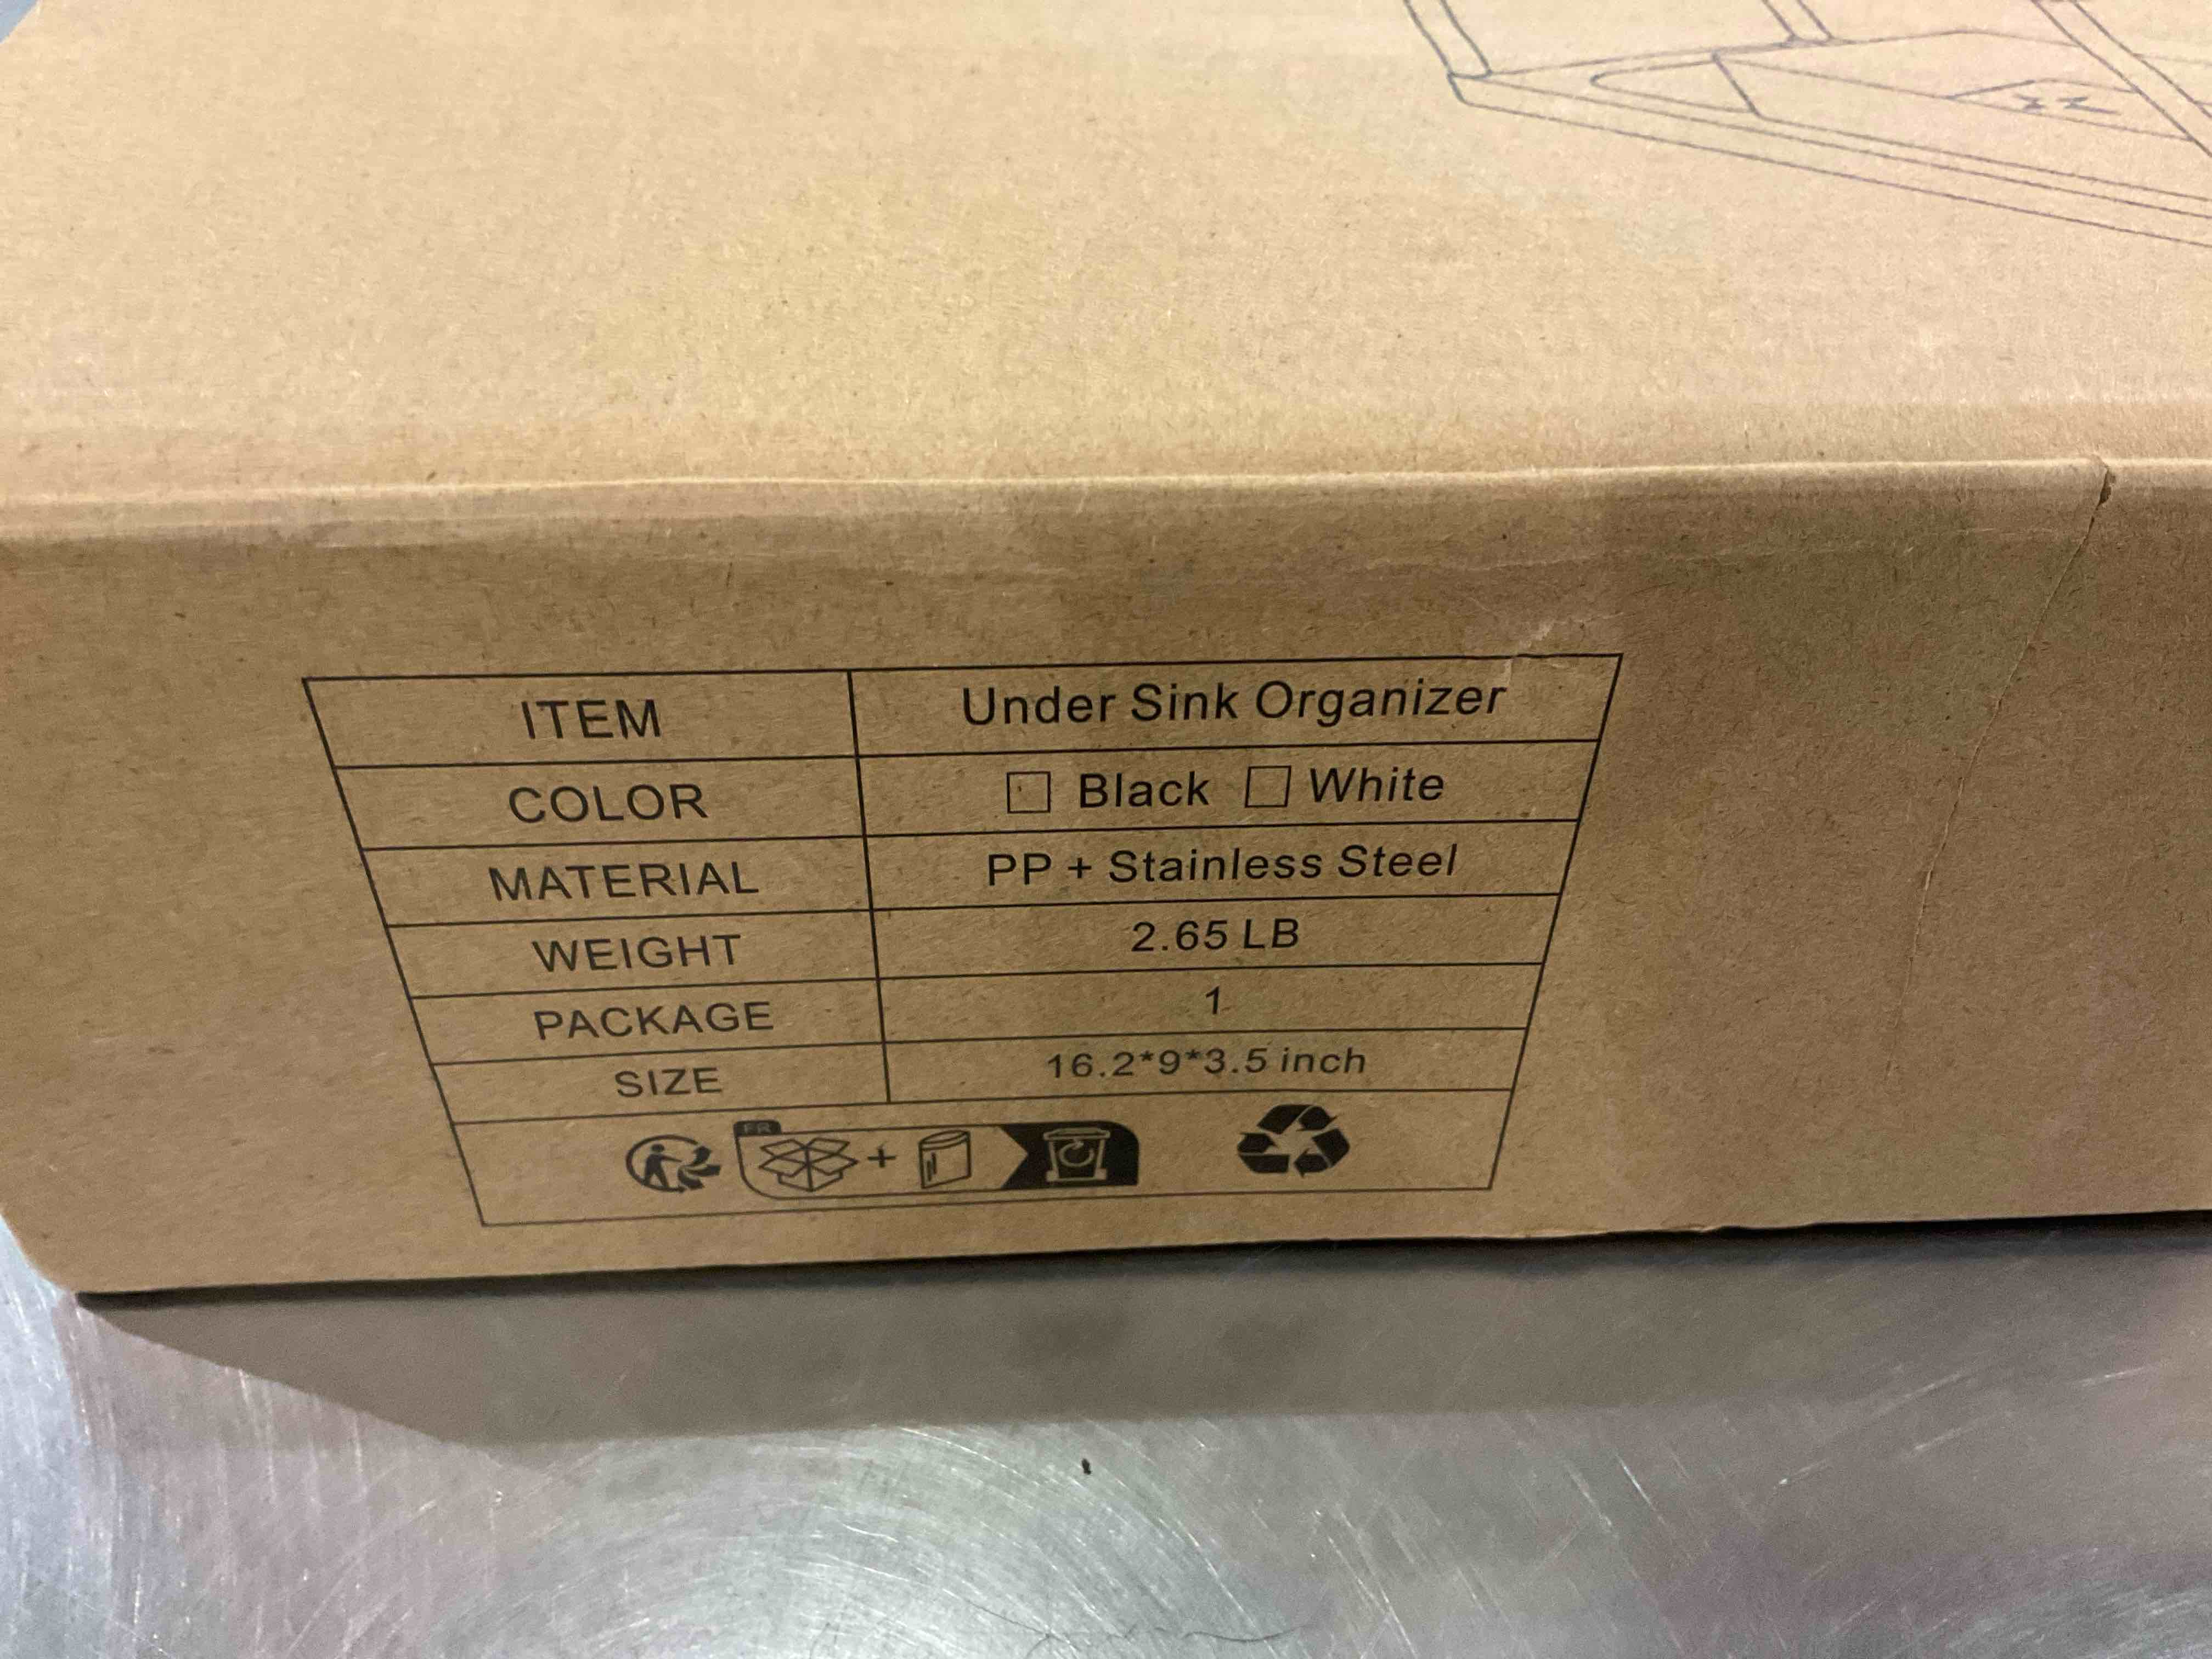 ITEM Under Sink Organizer
COLOR □ Black □ White
MATERIAL PP + Stainless Steel
WEIGHT 2.65 LB
PACKAGE 1
SIZE 16.2*9*3.5 inch
FR
+